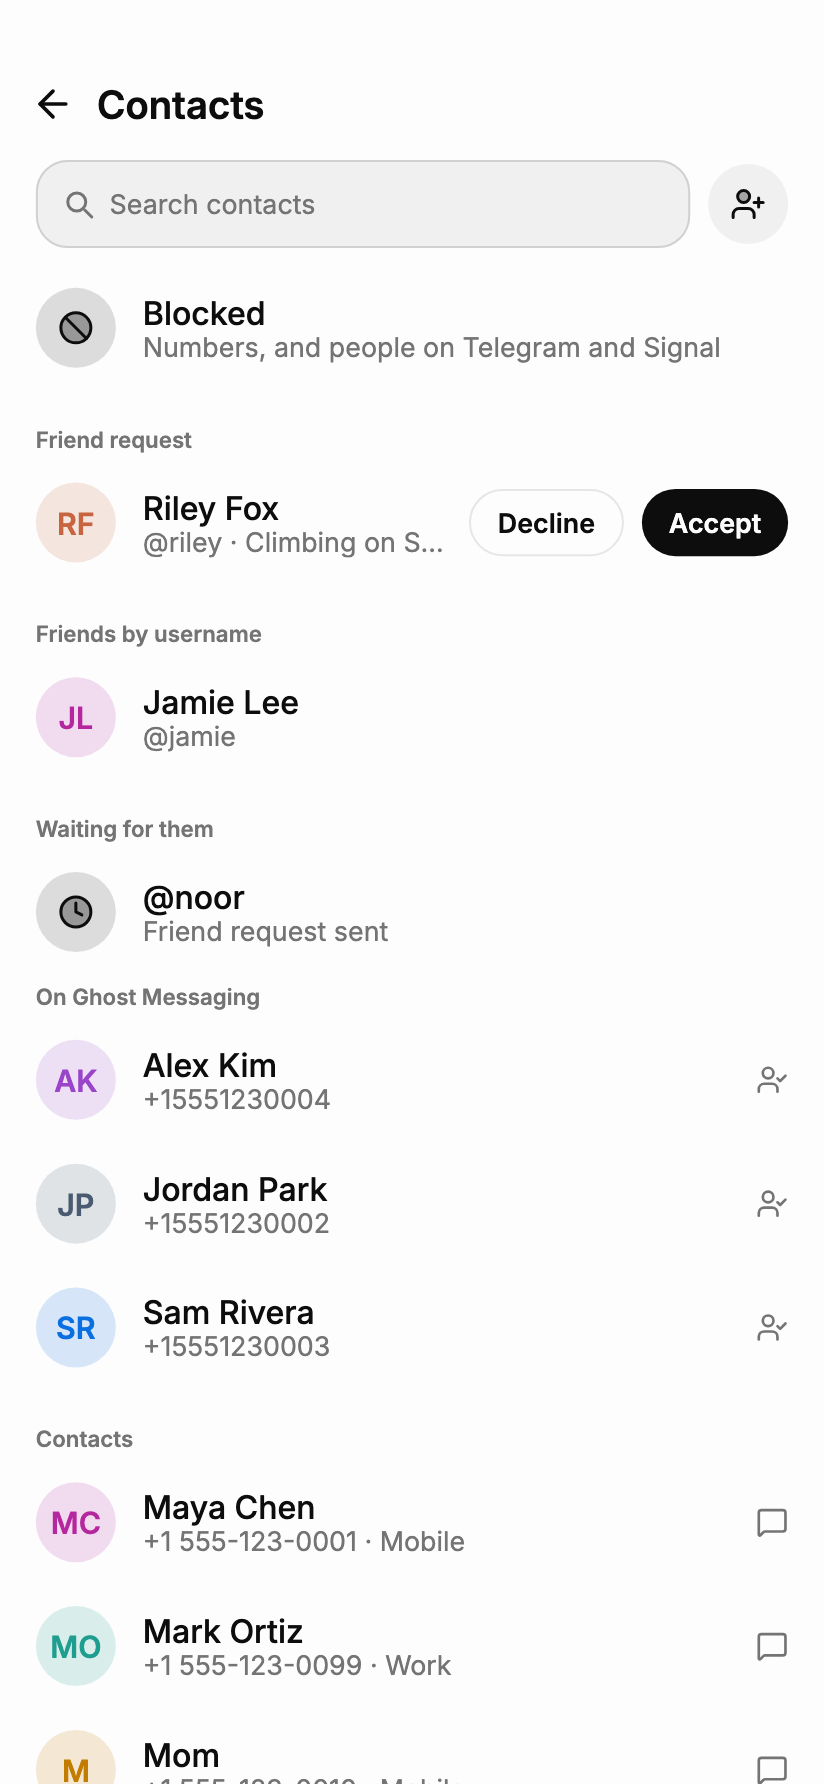 Contacts
Search contacts
Blocked
Numbers, and people on Telegram and Signal
Friend request
RF
Riley Fox
@riley · Climbing on S...
Decline
Accept
Friends by username
JL
Jamie Lee
@jamie
Waiting for them
@noor
Friend request sent
On Ghost Messaging
AK
Alex Kim
+15551230004
JP
Jordan Park
+15551230002
SR
Sam Rivera
+15551230003
Contacts
MC
Maya Chen
+1 555-123-0001 · Mobile
MO
Mark Ortiz
+1 555-123-0099 · Work
M
Mom